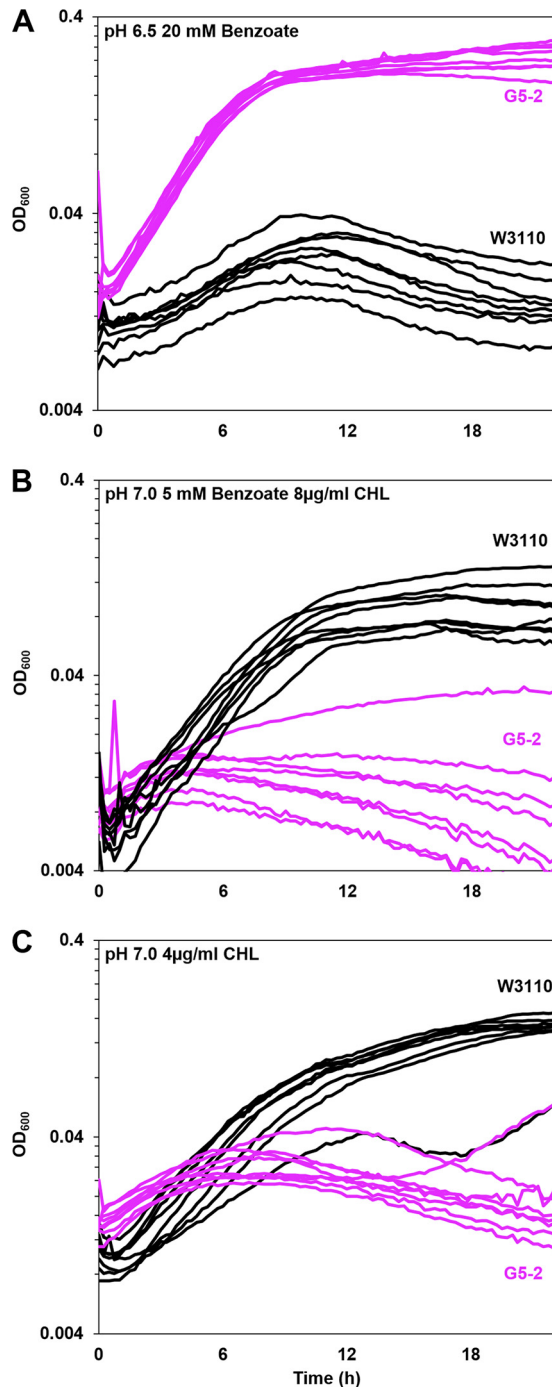 A
0.4
pH 6.5 20 mM Benzoate
G5-2
OD600
0.04
W3110
0.004
0
6
12
18
B
0.4
pH 7.0 5 mM Benzoate 8µg/ml CHL
W3110
OD600
0.04
G5-2
0.004
0
6
12
18
C
0.4
pH 7.0 4µg/ml CHL
W3110
OD600
0.04
G5-2
0.004
0
6
12
18
Time (h)